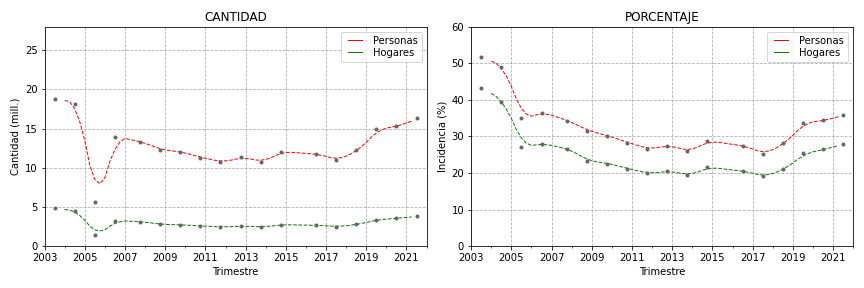 CANTIDAD
Personas
Hogares
Cantidad (mill.)
25
20
15
10
5
0
2003 2005 2007 2009 2011 2013 2015 2017 2019 2021
Trimestre
PORCENTAJE
Personas
Hogares
Incidencia (%)
60
50
40
30
20
10
0
2003 2005 2007 2009 2011 2013 2015 2017 2019 2021
Trimestre